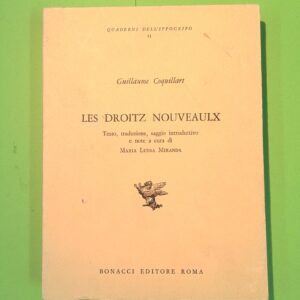 QUADERNI DELL'IPPOGRIFO
Guillaume Coquillart
LES DROITZ NOUVEAULX
Testo, traduzione, saggio introduttivo
e note a cura di
MARIA LUISA MIRANDA
BONACCI EDITORE ROMA